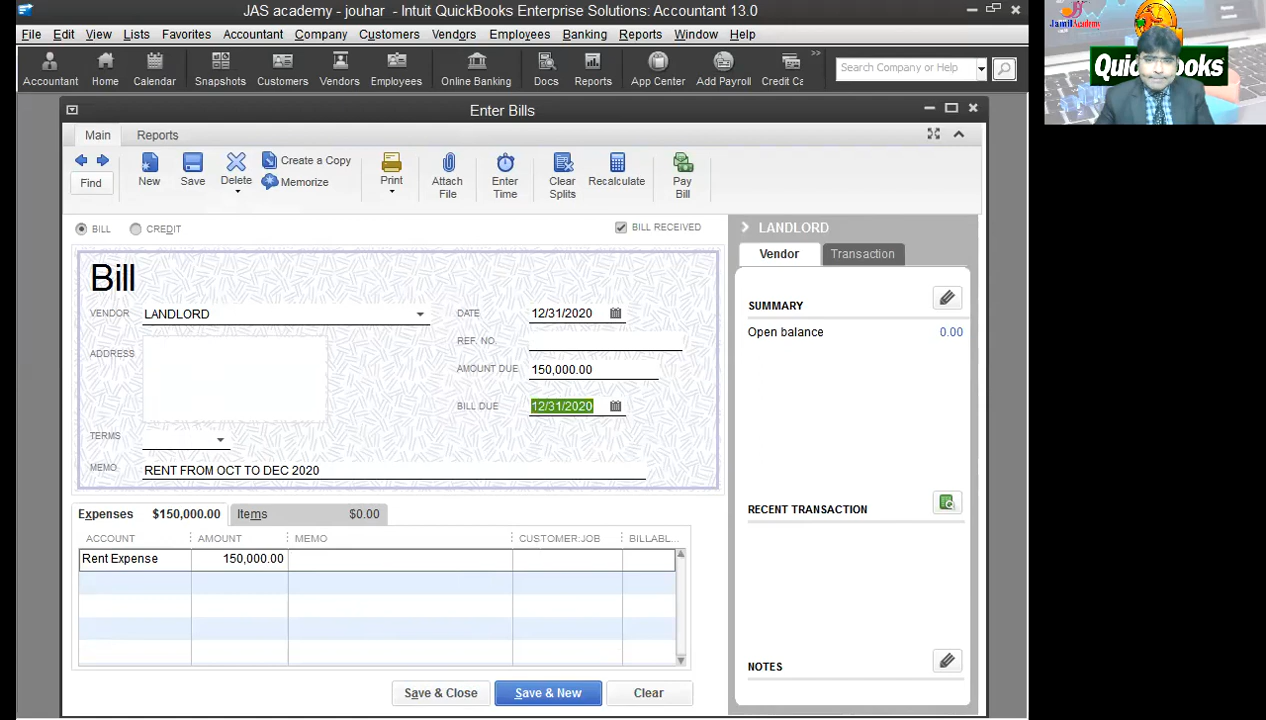 JAS academy - jouhar - Intuit QuickBooks Enterprise Solutions: Accountant 13.0
File Edit View Lists Favorites Accountant Company Customers Employees Banking Reports Window Help
Accountant Home Calendar Snapshots Customers Vendors Employees Online Banking Docs Reports App Center Add Payroll Credit Ca
Search Company or Help
Enter Bills
Main Reports
Find New Save Delete Create a Copy Memorize Print Attach File Enter Time Clear Splits Recalculate Pay Bill
BILL CREDIT BILL RECEIVED
Bill
VENDOR LANDLORD DATE 12/31/2020
REF. NO.
ADDRESS
AMOUNT DUE 150,000.00
BILL DUE 12/31/2020
TERMS
MEMO RENT FROM OCT TO DEC 2020
Expenses $150,000.00 Items $0.00
ACCOUNT AMOUNT MEMO CUSTOMER:JOB BILLABL...
Rent Expense 150,000.00
Save & Close Save & New Clear
LANDLORD
Vendor Transaction
SUMMARY
Open balance 0.00
RECENT TRANSACTION
NOTES
Jamil Academy
QuickBooks